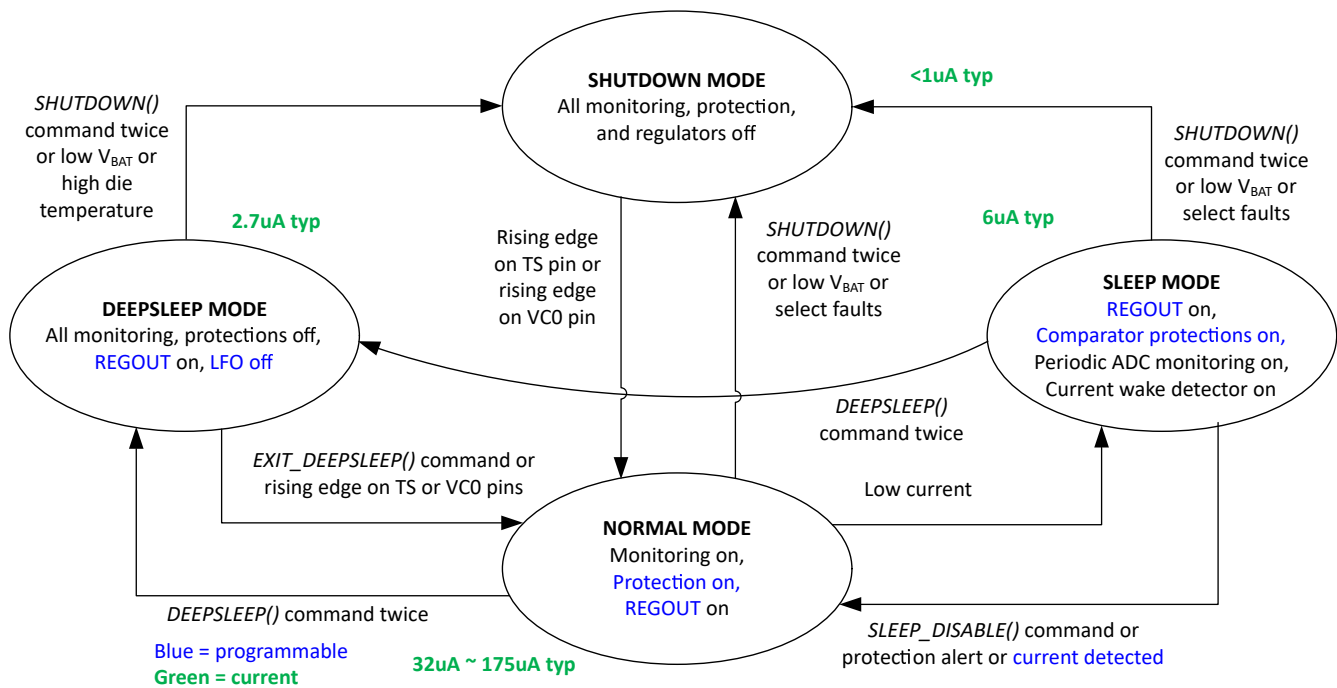 SHUTDOWN MODE
All monitoring, protection,
and regulators off
<1uA typ
SHUTDOWN()
command twice
or low VBAT or
high die
temperature
2.7uA typ
SHUTDOWN()
command twice
or low VBAT or
select faults
6uA typ
Rising edge
on TS pin or
rising edge
on VC0 pin
SHUTDOWN()
command twice
or low VBAT or
select faults
DEEPSLEEP MODE
All monitoring, protections off,
REGOUT on, LFO off
SLEEP MODE
REGOUT on,
Comparator protections on,
Periodic ADC monitoring on,
Current wake detector on
DEEPSLEEP()
command twice
EXIT_DEEPSLEEP() command or
rising edge on TS or VC0 pins
Low current
NORMAL MODE
Monitoring on,
Protection on,
REGOUT on
DEEPSLEEP() command twice
SLEEP_DISABLE() command or
protection alert or current detected
Blue = programmable
Green = current
32uA ~ 175uA typ